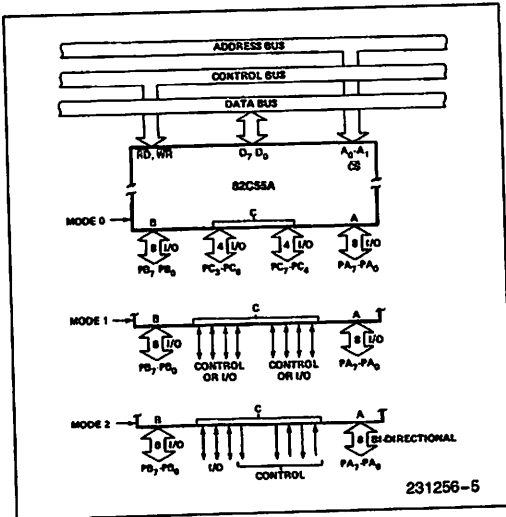 ADDRESS BUS
CONTROL BUS
DATA BUS
RD, WR D7 D0 A0-A1
CS
82C55A
MODE 0 B C A
8 I/O 4 I/O 4 I/O 8 I/O
PB7 PB0 PC3-PC0 PC7-PC4 PA7-PA0
MODE 1 B C A
8 I/O 8 I/O
PB7-PB0 CONTROL OR I/O CONTROL OR I/O PA7-PA0
MODE 2 B C A
8 I/O BI-DIRECTIONAL
PB7-PB0 I/O CONTROL PA7-PA0
231256-5